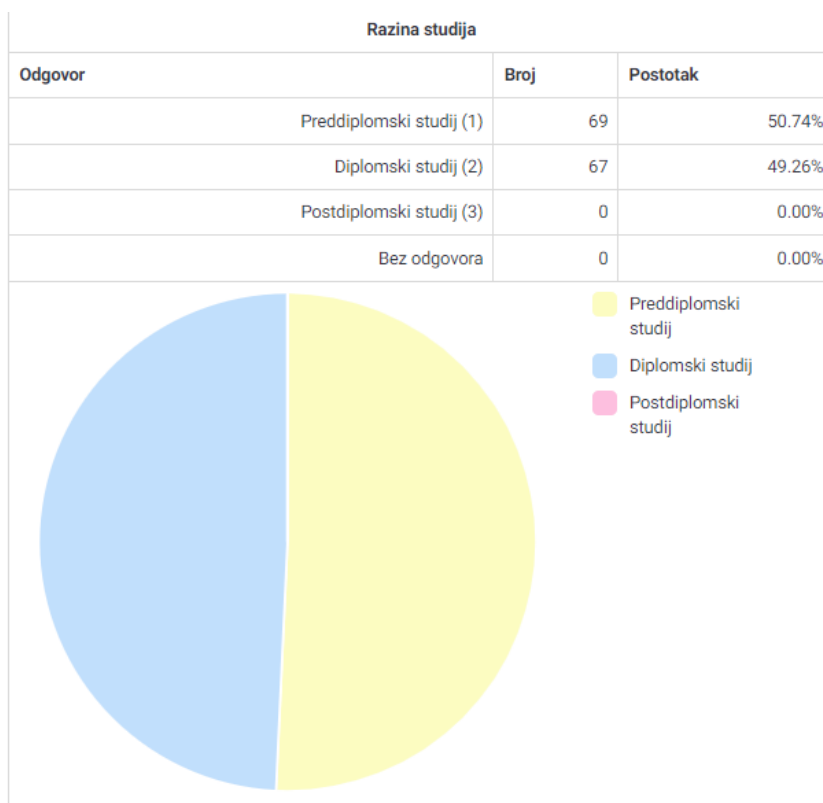 Razina studija
Odgovor Broj Postotak
Preddiplomski studij (1) 69 50.74%
Diplomski studij (2) 67 49.26%
Postdiplomski studij (3) 0 0.00%
Bez odgovora 0 0.00%
Preddiplomski
studij
Diplomski studij
Postdiplomski
studij